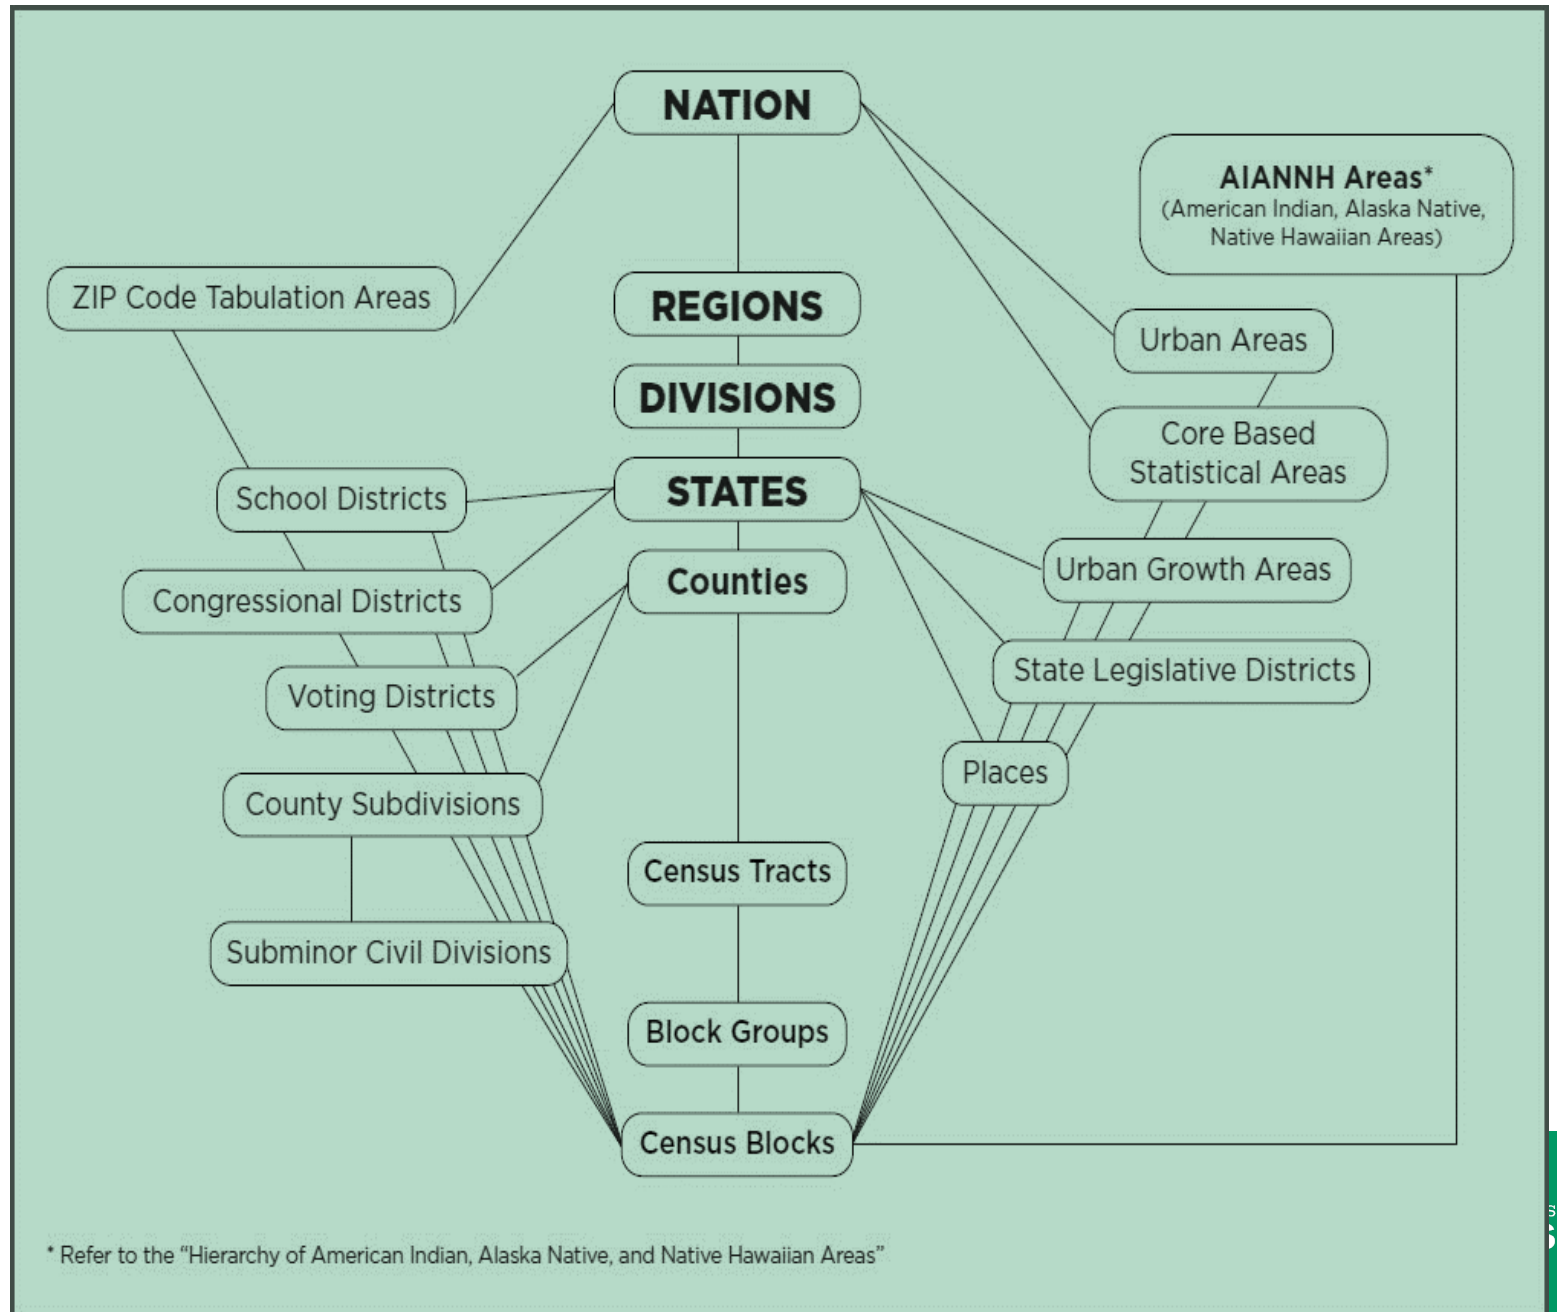 NATION
AIANNH Areas*
(American Indian, Alaska Native,
Native Hawaiian Areas)
ZIP Code Tabulation Areas
REGIONS
Urban Areas
DIVISIONS
Core Based
Statistical Areas
School Districts
STATES
Urban Growth Areas
Congressional Districts
Counties
State Legislative Districts
Voting Districts
Places
County Subdivisions
Census Tracts
Subminor Civil Divisions
Block Groups
Census Blocks
* Refer to the “Hierarchy of American Indian, Alaska Native, and Native Hawaiian Areas”